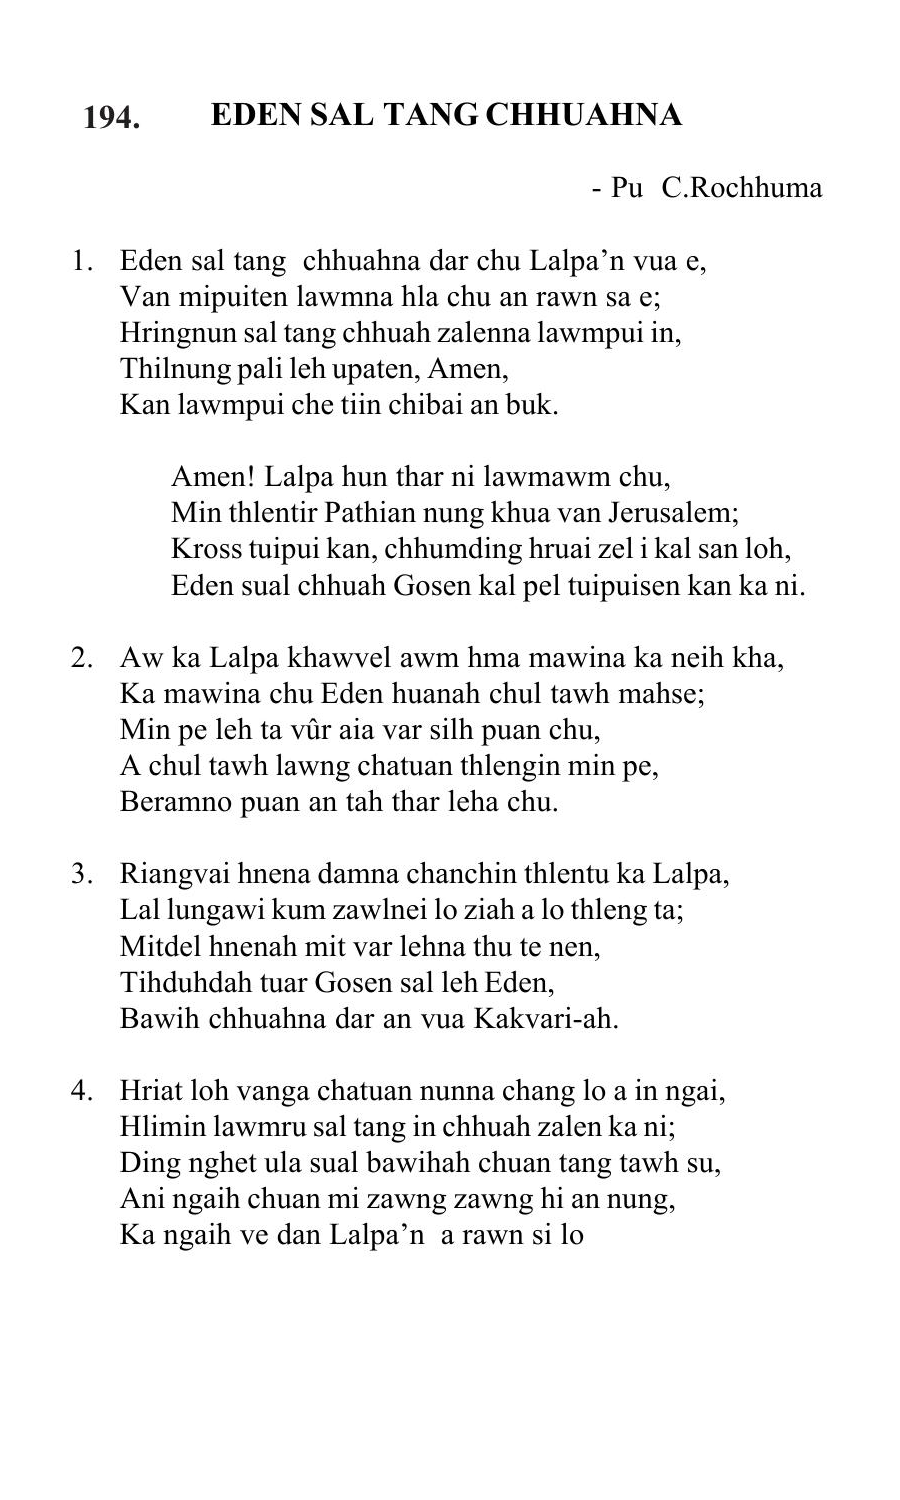 194. EDEN SAL TANG CHHUAHNA
- Pu C.Rochhuma
1. Eden sal tang chhuahna dar chu Lalpa’n vua e,
Van mipuiten lawmna hla chu an rawn sa e;
Hringnun sal tang chhuah zalenna lawmpui in,
Thilnung pali leh upaten, Amen,
Kan lawmpui che tiin chibai an buk.
Amen! Lalpa hun thar ni lawmawm chu,
Min thlentir Pathian nung khua van Jerusalem;
Kross tuipui kan, chhumding hruai zel i kal san loh,
Eden sual chhuah Gosen kal pel tuipuisen kan ka ni.
2. Aw ka Lalpa khawvel awm hma mawina ka neih kha,
Ka mawina chu Eden huanah chul tawh mahse;
Min pe leh ta vûr aia var silh puan chu,
A chul tawh lawng chatuan thlengin min pe,
Beramno puan an tah thar leha chu.
3. Riangvai hnena damna chanchin thlentu ka Lalpa,
Lal lungawi kum zawlnei lo ziah a lo thleng ta;
Mitdel hnenah mit var lehna thu te nen,
Tihduhdah tuar Gosen sal leh Eden,
Bawih chhuahna dar an vua Kakvari-ah.
4. Hriat loh vanga chatuan nunna chang lo a in ngai,
Hlimin lawmru sal tang in chhuah zalen ka ni;
Ding nghet ula sual bawihah chuan tang tawh su,
Ani ngaih chuan mi zawng zawng hi an nung,
Ka ngaih ve dan Lalpa’n a rawn si lo